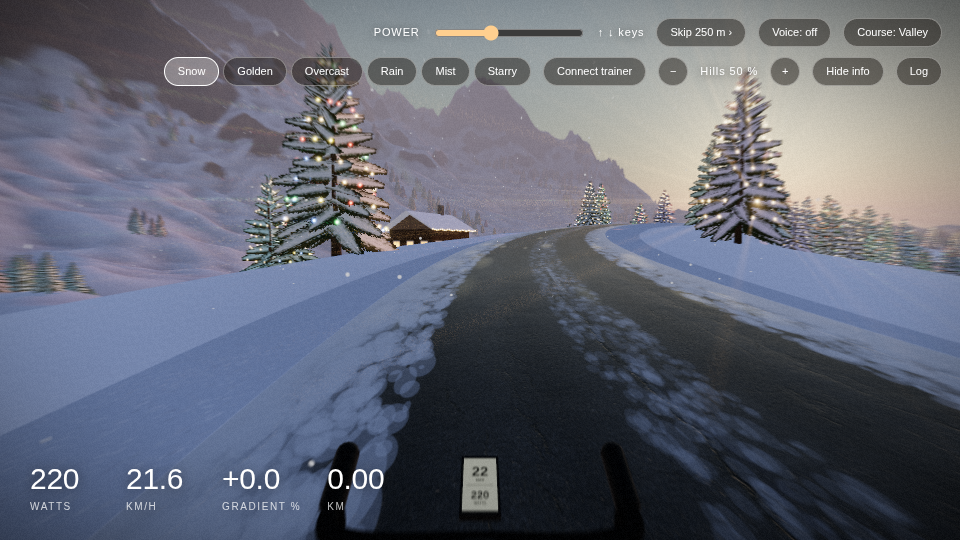 POWER ↑ ↓ keys Skip 250 m › Voice: off Course: Valley
Snow Golden Overcast Rain Mist Starry Connect trainer − Hills 50 % + Hide info Log
22
220
220 21.6 +0.0 0.00
WATTS KM/H GRADIENT % KM